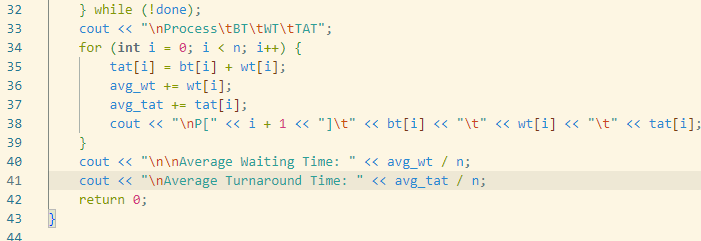 32 } while (!done);
33 cout << "\nProcess\tBT\tWT\tTAT";
34 for (int i = 0; i < n; i++) {
35 tat[i] = bt[i] + wt[i];
36 avg_wt += wt[i];
37 avg_tat += tat[i];
38 cout << "\nP[" << i + 1 << "]\t" << bt[i] << "\t" << wt[i] << "\t" << tat[i];
39 }
40 cout << "\n\nAverage Waiting Time: " << avg_wt / n;
41 cout << "\nAverage Turnaround Time: " << avg_tat / n;
42 return 0;
43 }
44